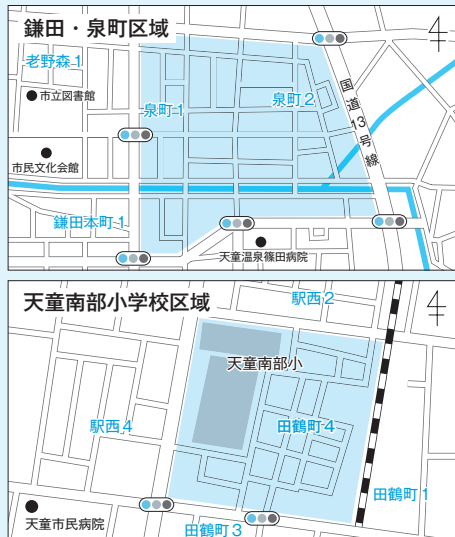 鎌田・泉町区域
老野森1
市立図書館
泉町1
泉町2
国道13号線
市民文化会館
鎌田本町1
天童温泉篠田病院
天童南部小学校区域
駅西2
天童南部小
駅西4
田鶴町4
田鶴町1
天童市民病院
田鶴町3